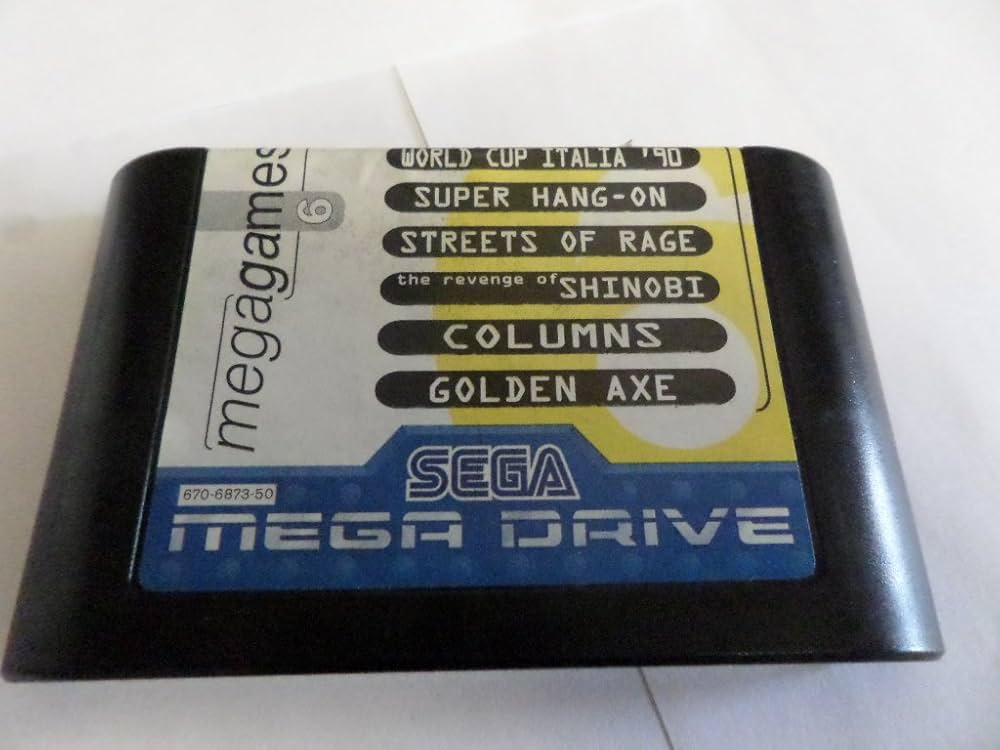 megagames
6
WORLD CUP ITALIA '90
SUPER HANG-ON
STREETS OF RAGE
the revenge of SHINOBI
COLUMNS
GOLDEN AXE
SEGA
670-6873-50
MEGA DRIVE